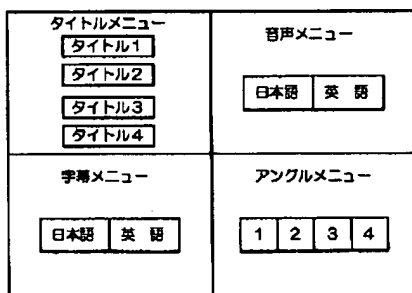 タイトルメニュー
タイトル1
タイトル2
タイトル3
タイトル4
音声メニュー
日本語 英 語
字幕メニュー
日本語 英 語
アングルメニュー
1 2 3 4